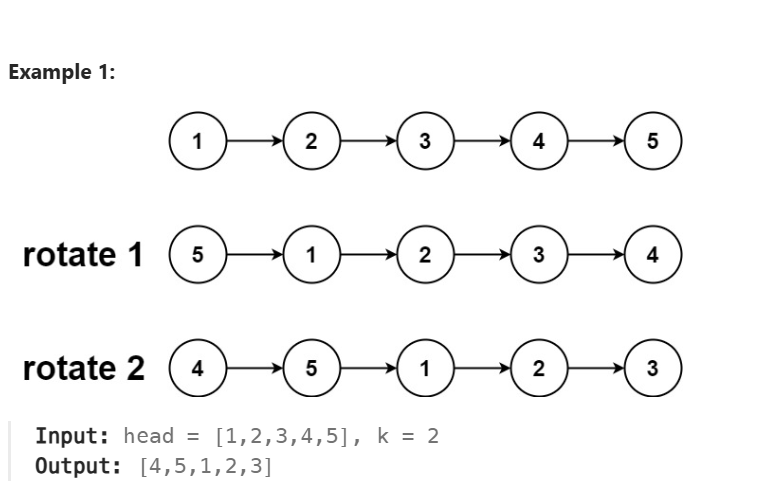 Example 1:
1 2 3 4 5
rotate 1 5 1 2 3 4
rotate 2 4 5 1 2 3
Input: head = [1,2,3,4,5], k = 2
Output: [4,5,1,2,3]